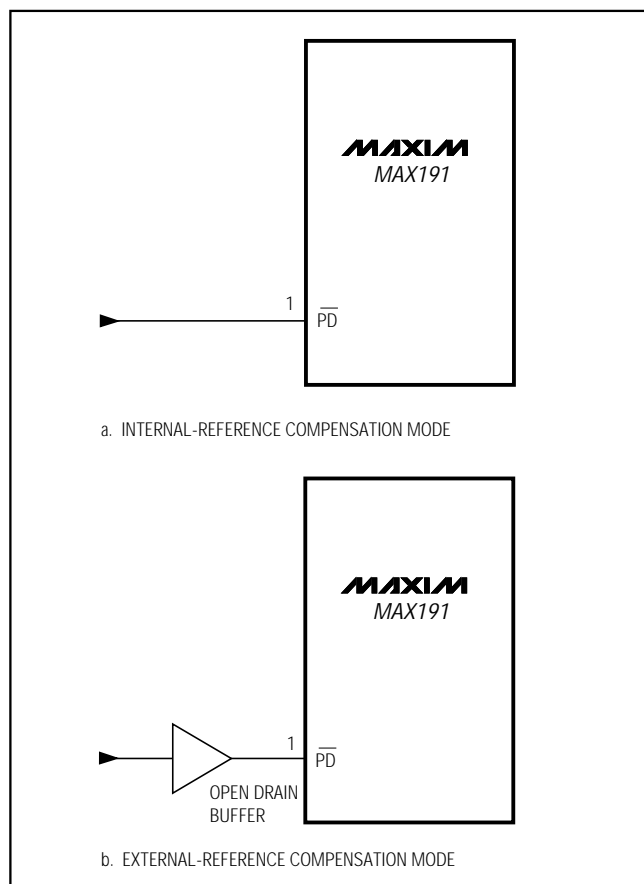 MAXIM
MAX191
1
PD
a. INTERNAL-REFERENCE COMPENSATION MODE
MAXIM
MAX191
1
PD
OPEN DRAIN
BUFFER
b. EXTERNAL-REFERENCE COMPENSATION MODE